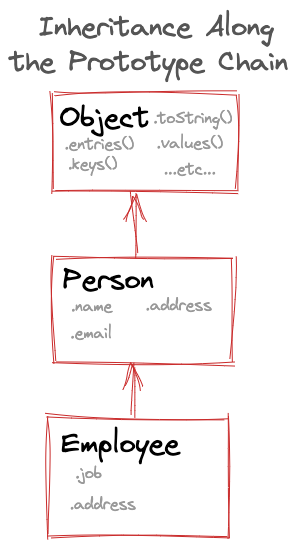 Inheritance Along
the Prototype Chain
Object .toString()
.entries() .values()
.keys() ...etc...
Person
.name .address
.email
Employee
.job
.address